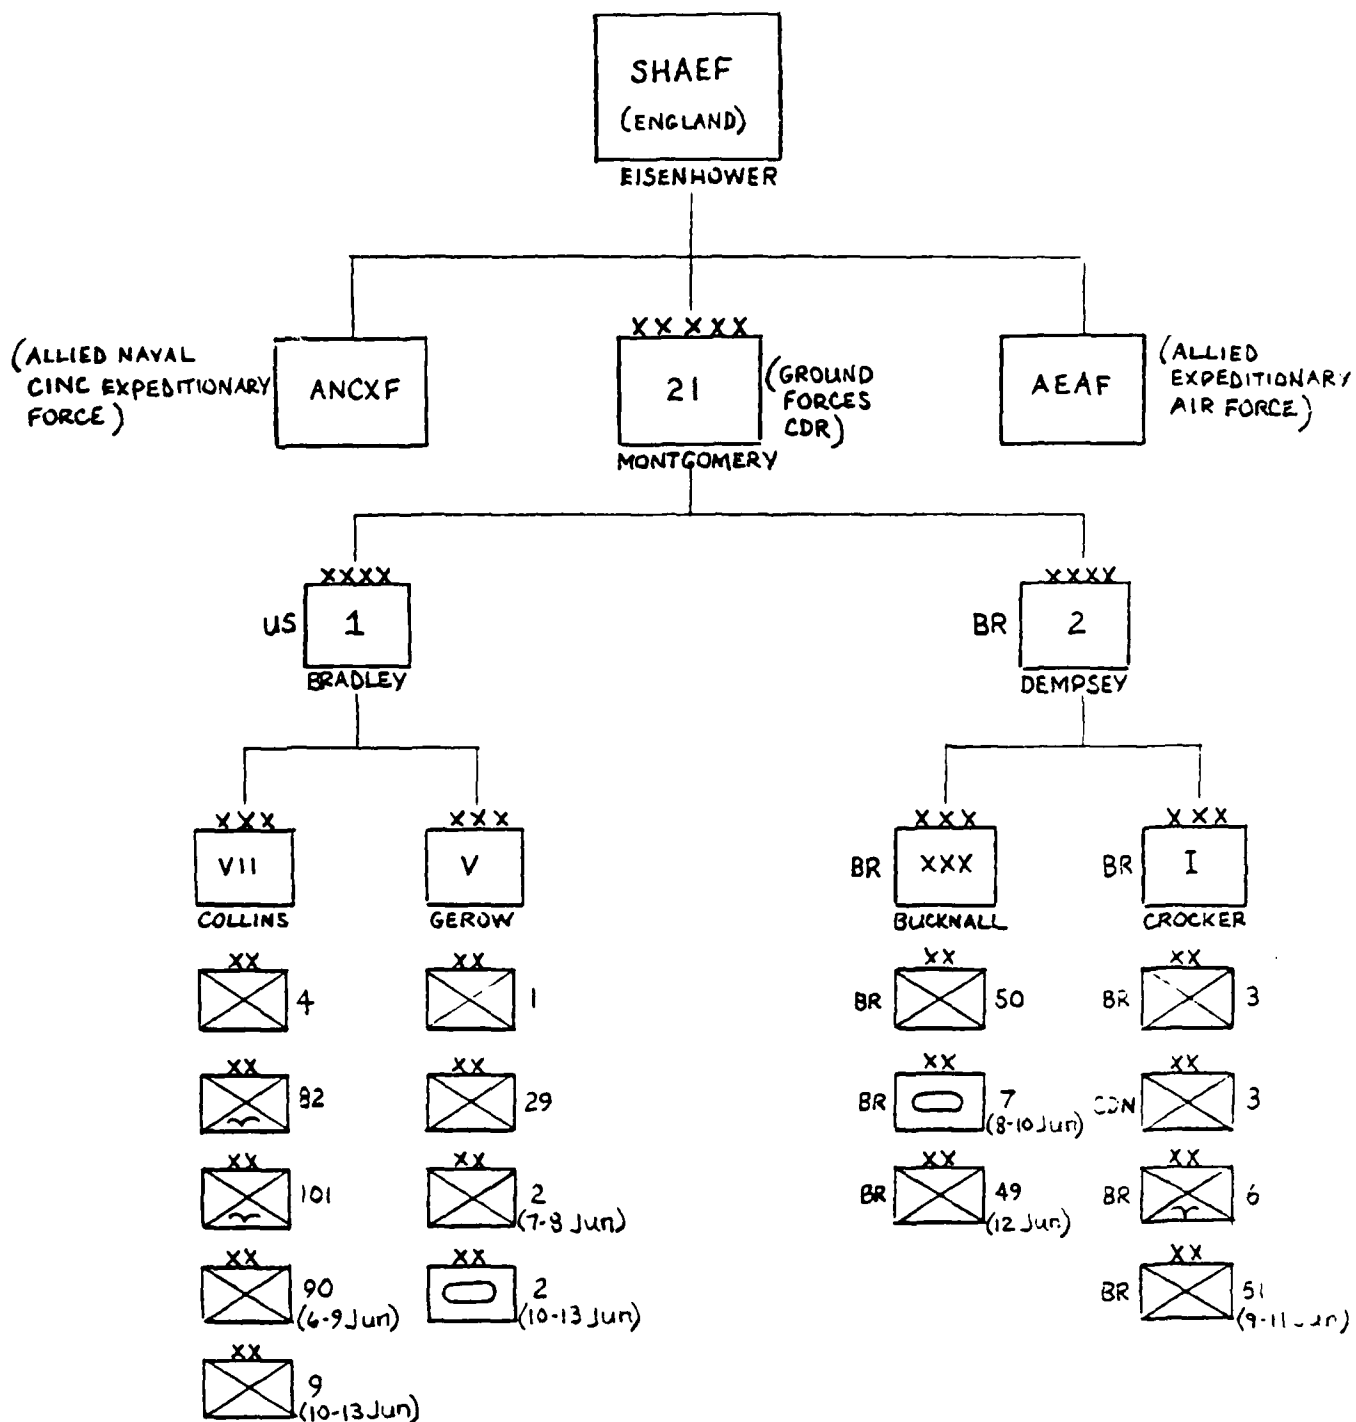 SHAEF
(ENGLAND)
EISENHOWER
(ALLIED NAVAL
CINC EXPEDITIONARY
FORCE)
ANCXF
XXXXX
21
(GROUND
FORCES
CDR)
MONTGOMERY
AEAF
(ALLIED
EXPEDITIONARY
AIR FORCE)
XXXX
US 1
BRADLEY
XXXX
BR 2
DEMPSEY
XXX
VII
COLLINS
XX
4
XX
82
XX
101
XX
90
(6-9 Jun)
XX
9
(10-13 Jun)
XXX
V
GEROW
XX
1
XX
29
XX
2
(7-8 Jun)
XX
2
(10-13 Jun)
XXX
BR XXX
BUCKNALL
XX
BR 50
XX
BR 7
(8-10 Jun)
XX
BR 49
(12 Jun)
XXX
BR I
CROCKER
XX
BR 3
XX
CDN 3
XX
BR 6
XX
BR 51
(9-11 Jun)